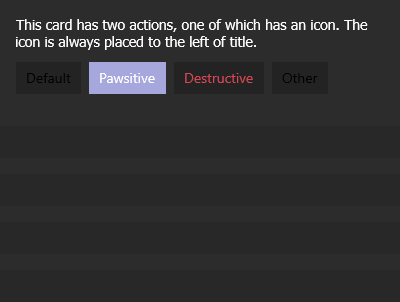 This card has two actions, one of which has an icon. The
icon is always placed to the left of title.
Default Pawsitive Destructive Other